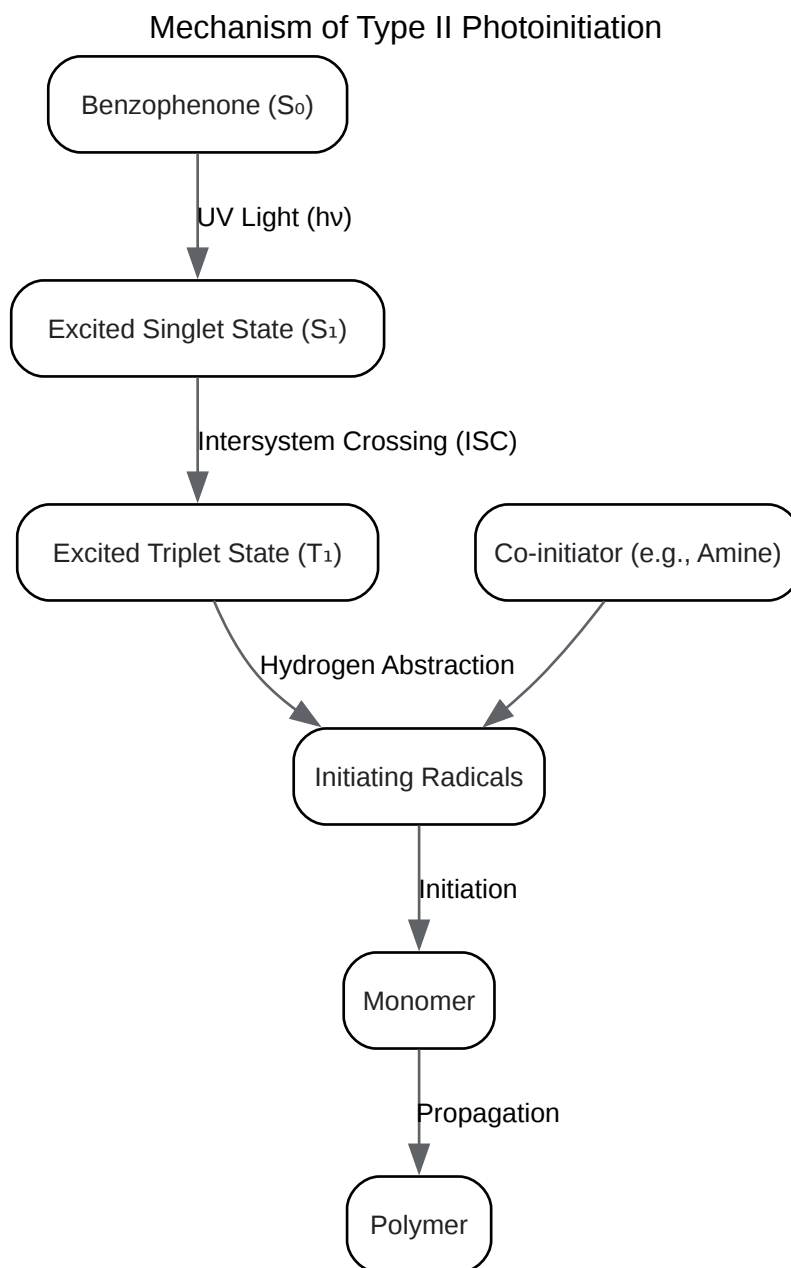 Mechanism of Type II Photoinitiation
Benzophenone (S₀)
UV Light (hν)
Excited Singlet State (S₁)
Intersystem Crossing (ISC)
Excited Triplet State (T₁)
Co-initiator (e.g., Amine)
Hydrogen Abstraction
Initiating Radicals
Initiation
Monomer
Propagation
Polymer